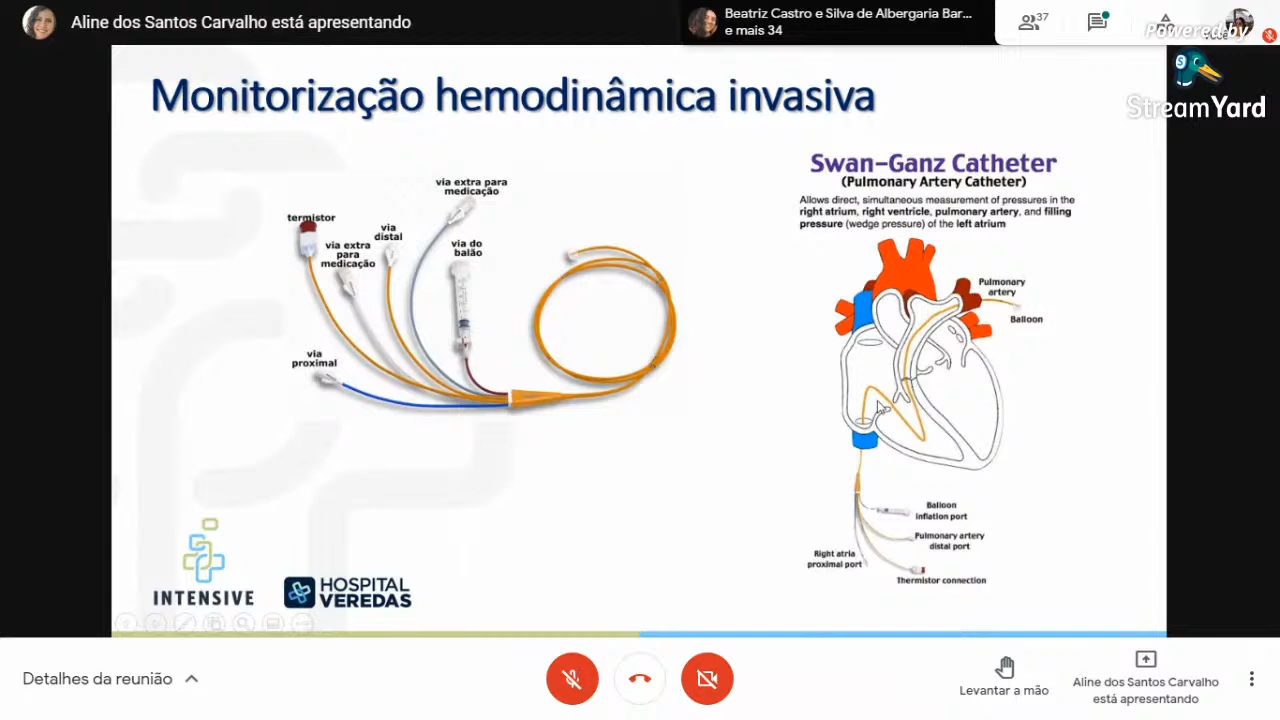 Aline dos Santos Carvalho está apresentando
Beatriz Castro e Silva de Albergaria Bar...
e mais 34
37
Powered by
StreamYard
Monitorização hemodinâmica invasiva
via extra para
medicação
termistor
via
distal
via extra
para
medicação
via do
balão
via
proximal
Swan-Ganz Catheter
(Pulmonary Artery Catheter)
Allows direct, simultaneous measurement of pressures in the
right atrium, right ventricle, pulmonary artery, and filling
pressure (wedge pressure) of the left atrium
Pulmonary
artery
Balloon
Balloon
inflation port
Pulmonary artery
distal port
Right atria
proximal port
Thermistor connection
INTENSIVE
HOSPITAL
VEREDAS
Detalhes da reunião
Levantar a mão
Aline dos Santos Carvalho
está apresentando